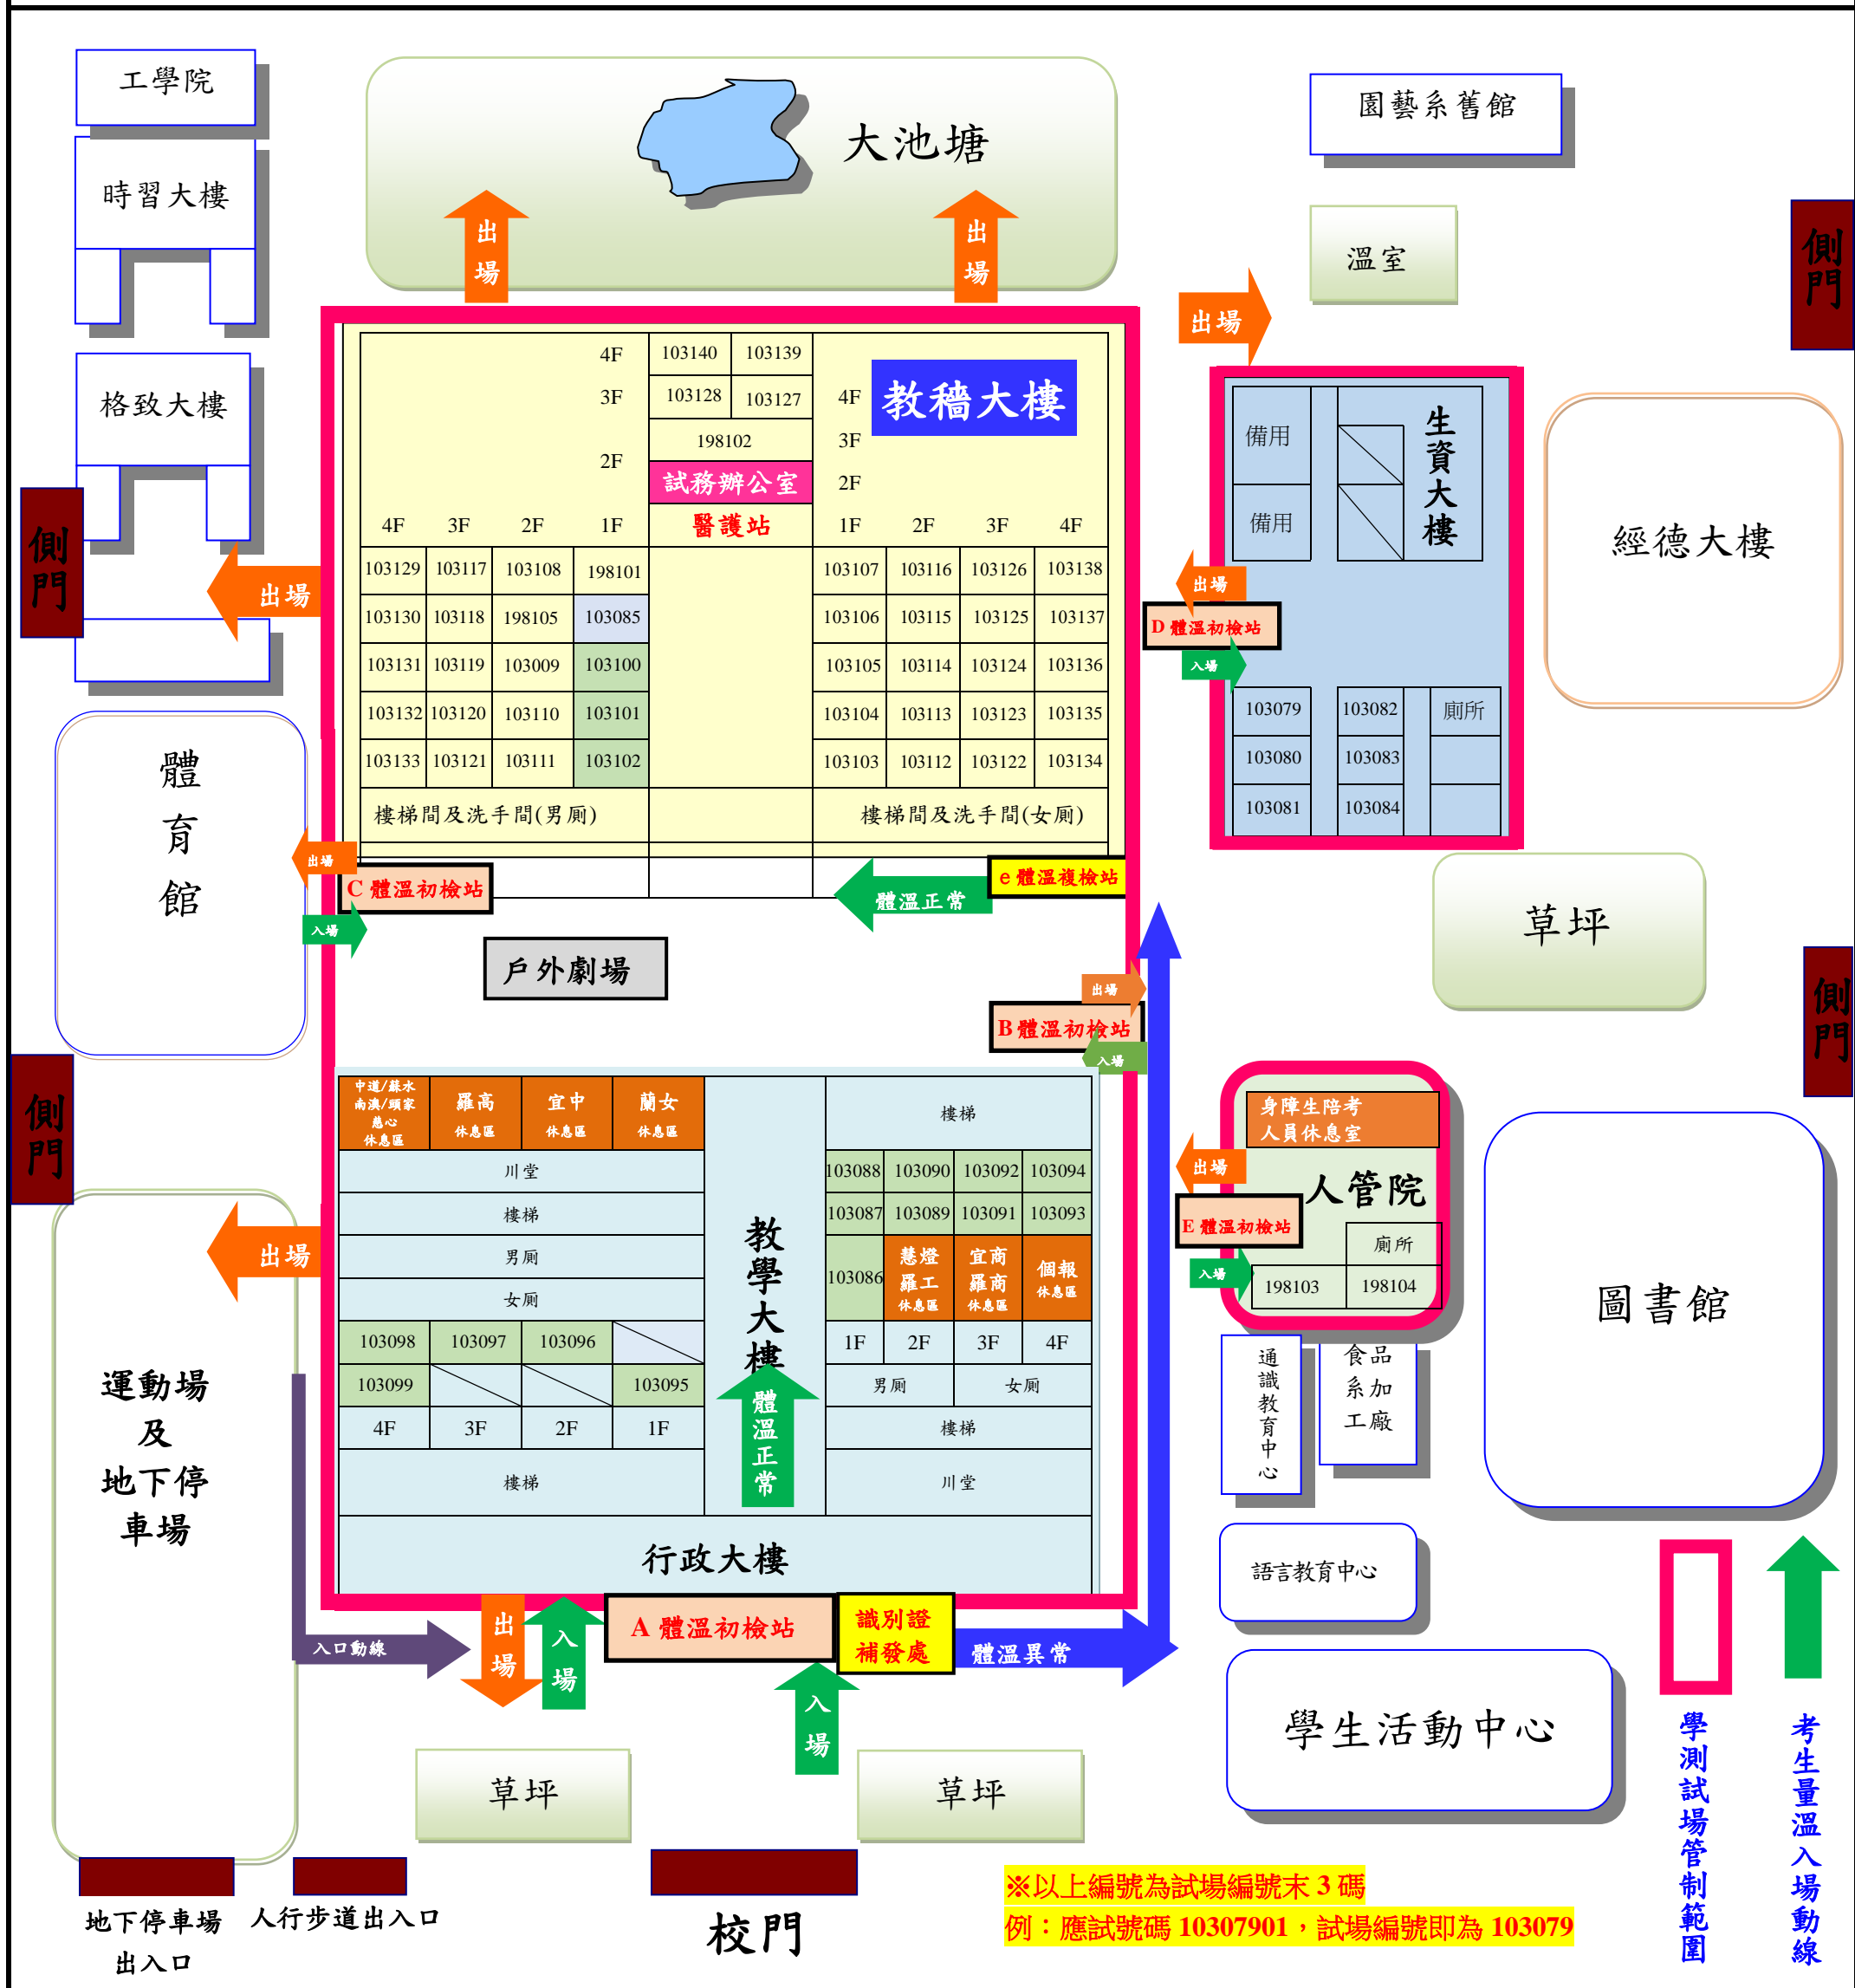 工學院
時習大樓
格致大樓
側門
出場
體
育
館
側門
出場
運動場
及
地下停
車場
地下停車場
出入口
人行步道出入口
入口動線
大池塘
出場
出場
園藝系舊館
溫室
側門
出場
教穡大樓
4F 103140 103139
3F 103128 103127 4F
198102 3F
2F 試務辦公室 2F
4F 3F 2F 1F 醫護站 1F 2F 3F 4F
103129 103117 103108 198101 103107 103116 103126 103138
103130 103118 198105 103085 103106 103115 103125 103137
103131 103119 103009 103100 103105 103114 103124 103136
103132 103120 103110 103101 103104 103113 103123 103135
103133 103121 103111 103102 103103 103112 103122 103134
樓梯間及洗手間(男厠) 樓梯間及洗手間(女厠)
出場
C 體溫初檢站
入場
體溫正常
e 體溫複檢站
戶外劇場
出場
B 體溫初檢站
入場
生資大樓
備用
備用
出場
D 體溫初檢站
入場
103079 103082 廁所
103080 103083
103081 103084
經德大樓
草坪
側門
中道/蘇水
南澳/頭家
慈心
休息區
羅高
休息區
宜中
休息區
蘭女
休息區
川堂
樓梯
男厠
女厠
103098 103097 103096
103099 103095
4F 3F 2F 1F
樓梯
教學大樓
體溫正常
樓梯
103088 103090 103092 103094
103087 103089 103091 103093
103086
慧燈
羅工
休息區
宜商
羅商
休息區
個報
休息區
1F 2F 3F 4F
男厠 女厠
樓梯
川堂
行政大樓
出場
入場
A 體溫初檢站
識別證
補發處
體溫異常
入場
草坪
草坪
校門
身障生陪考
人員休息室
出場
人管院
E 體溫初檢站
入場
廁所
198103 198104
通識教育中心
食品
系加
工廠
圖書館
語言教育中心
學生活動中心
學測試場管制範圍
考生量溫入場動線
※以上編號為試場編號末 3 碼
例：應試號碼 10307901，試場編號即為 103079